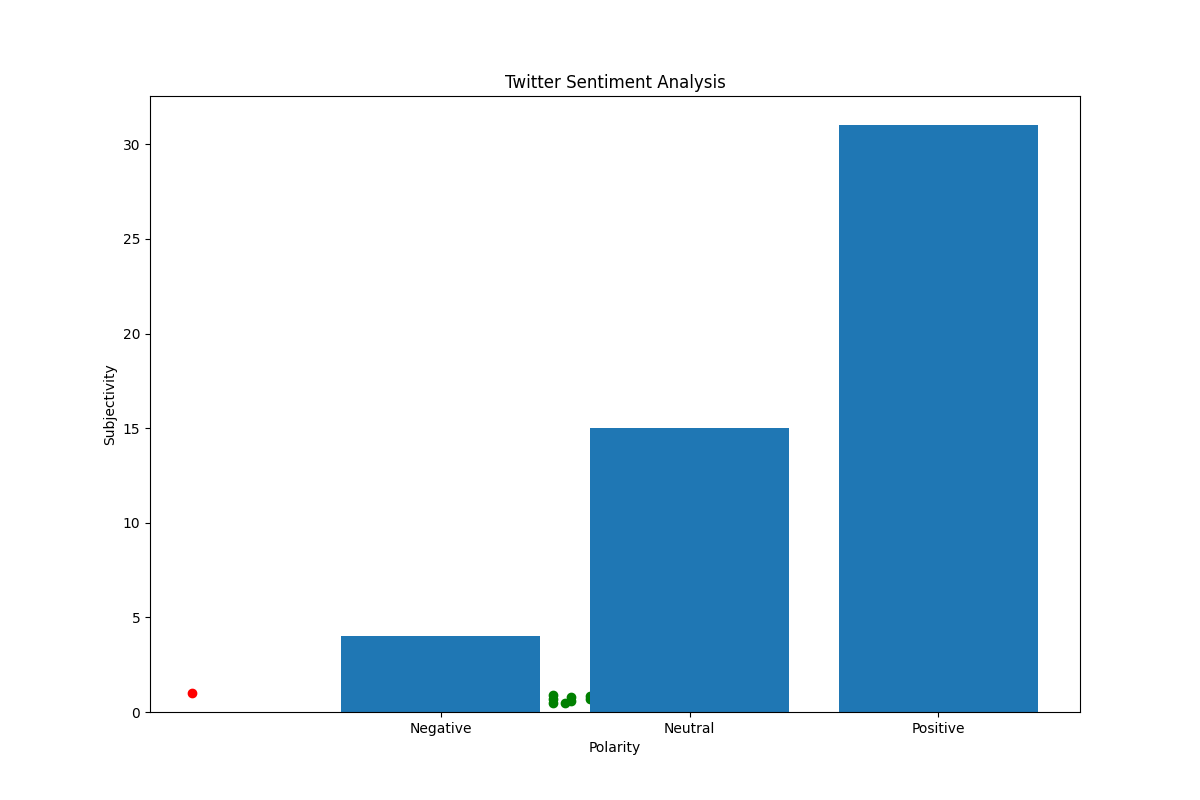 Twitter Sentiment Analysis
30
25
20
15
10
5
0
Subjectivity
Negative Neutral Positive
Polarity